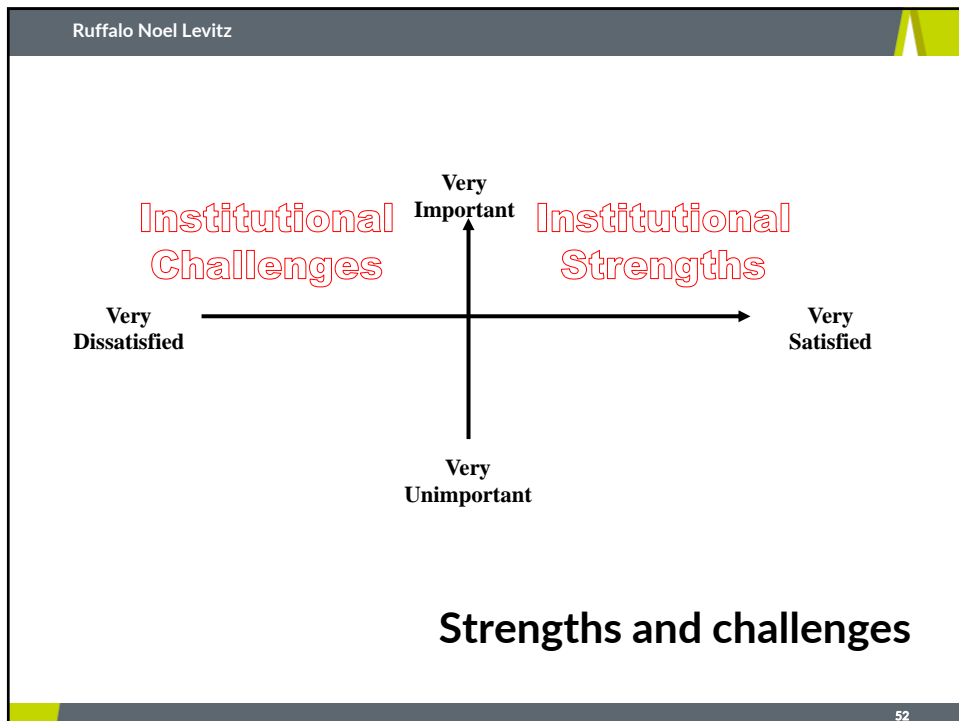 Ruffalo Noel Levitz
Very
Important
Institutional
Challenges
Institutional
Strengths
Very
Dissatisfied
Very
Satisfied
Very
Unimportant
Strengths and challenges
52